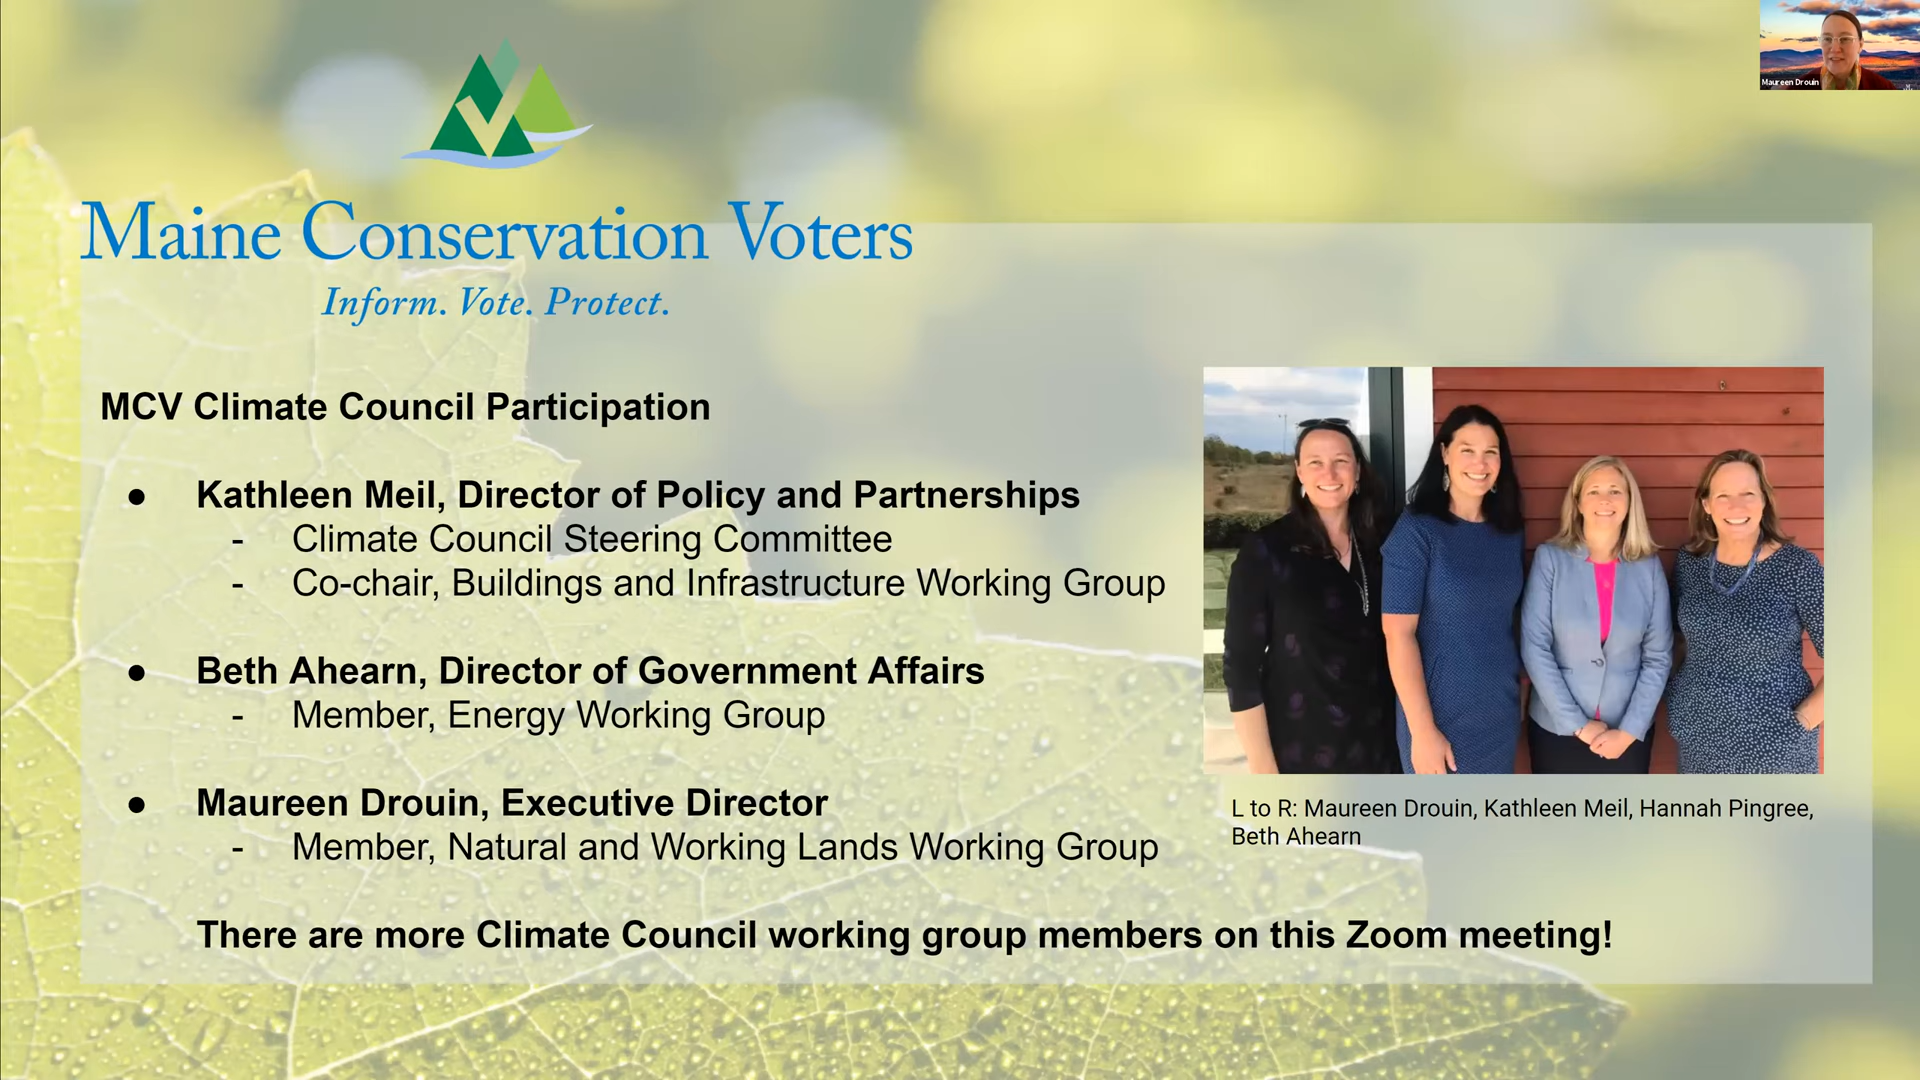 Maureen Drouin
Maine Conservation Voters
Inform. Vote. Protect.
MCV Climate Council Participation
● Kathleen Meil, Director of Policy and Partnerships
- Climate Council Steering Committee
- Co-chair, Buildings and Infrastructure Working Group
● Beth Ahearn, Director of Government Affairs
- Member, Energy Working Group
● Maureen Drouin, Executive Director
- Member, Natural and Working Lands Working Group
L to R: Maureen Drouin, Kathleen Meil, Hannah Pingree,
Beth Ahearn
There are more Climate Council working group members on this Zoom meeting!